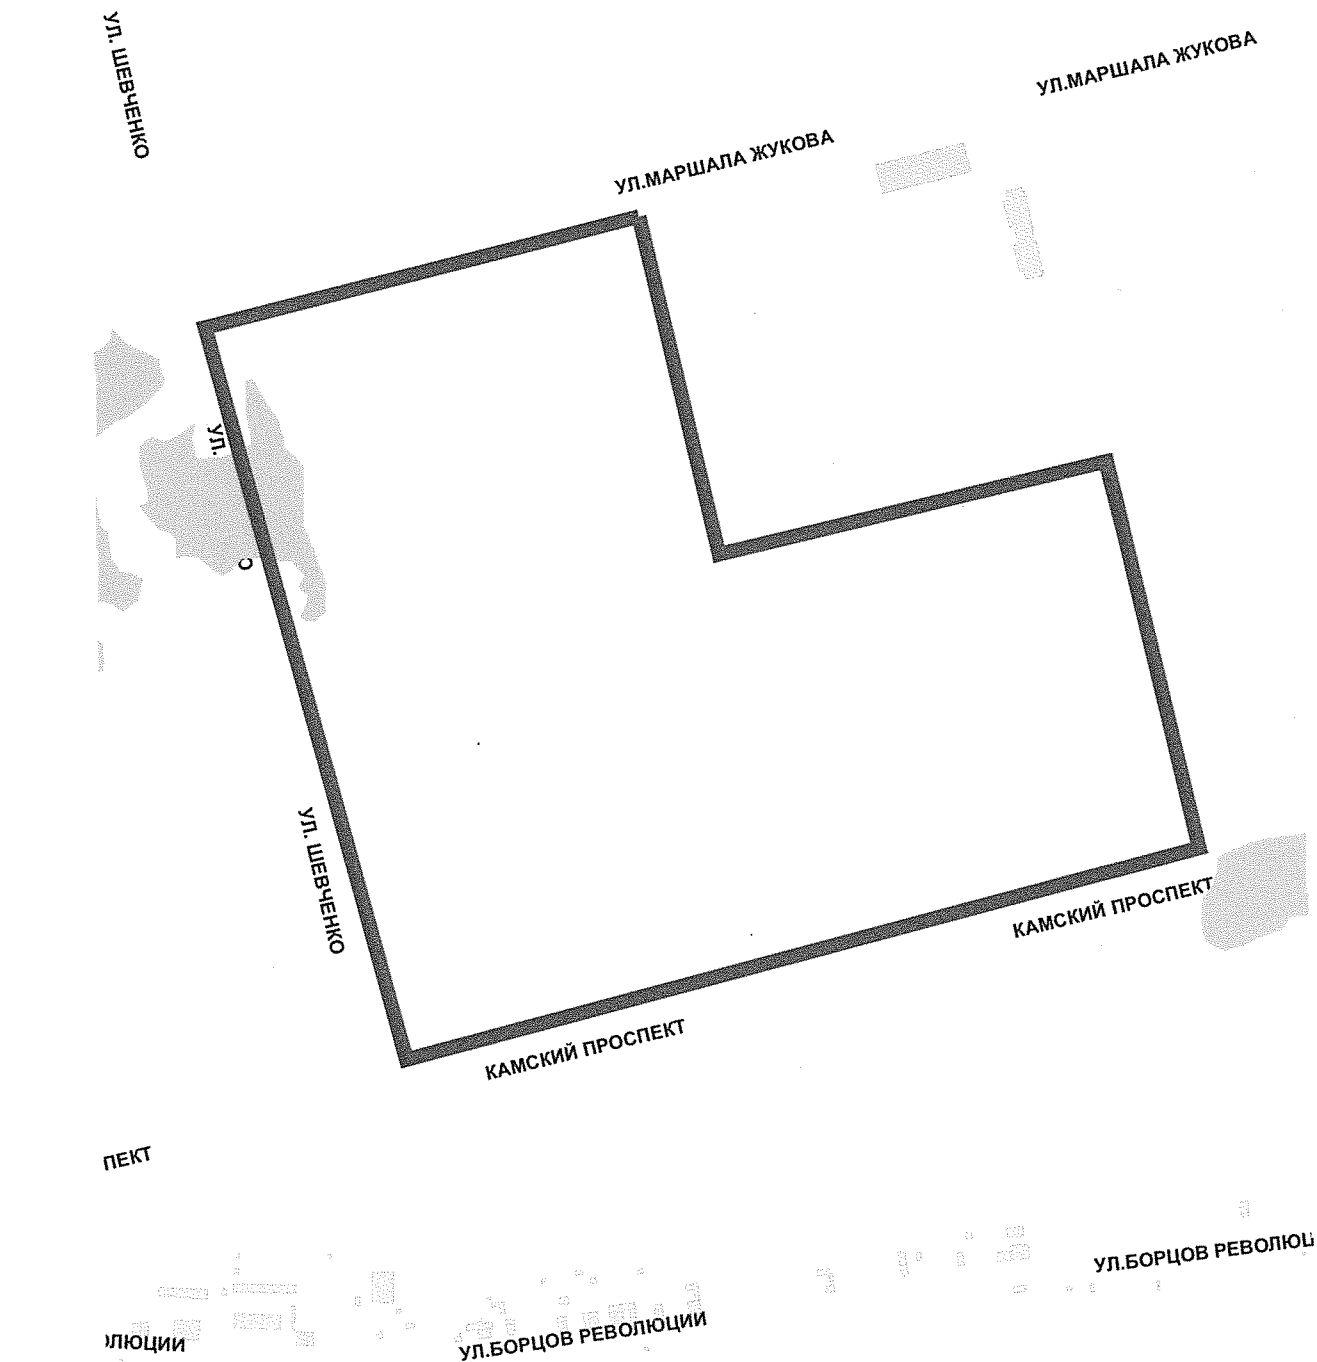 УЛ. ШЕВЧЕНКО
УЛ.МАРШАЛА ЖУКОВА
УЛ.МАРШАЛА ЖУКОВА
УЛ.
С
УЛ. ШЕВЧЕНКО
КАМСКИЙ ПРОСПЕКТ
КАМСКИЙ ПРОСПЕКТ
ПЕКТ
УЛ.БОРЦОВ РЕВОЛЮЦ
УЛ.БОРЦОВ РЕВОЛЮЦИИ
ОЛЮЦИИ